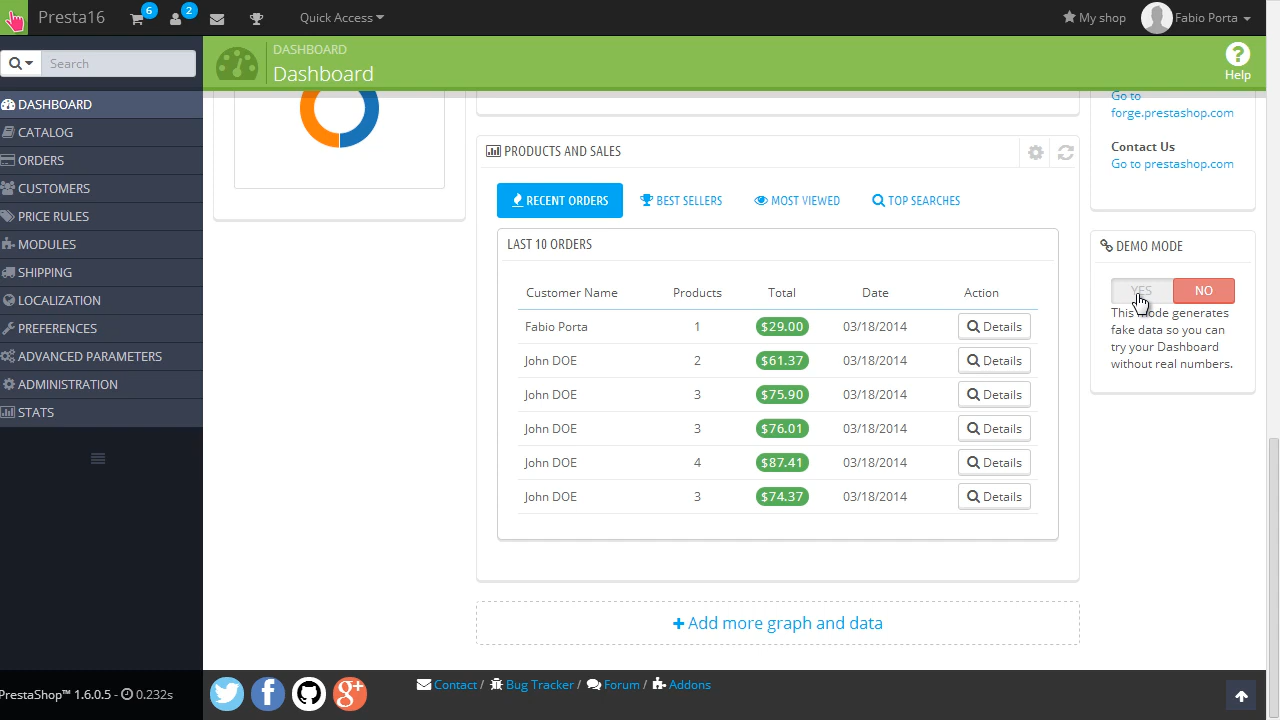 Presta16
6
2
Quick Access
My shop
Fabio Porta
Search
DASHBOARD
Dashboard
Help
DASHBOARD
CATALOG
ORDERS
CUSTOMERS
PRICE RULES
MODULES
SHIPPING
LOCALIZATION
PREFERENCES
ADVANCED PARAMETERS
ADMINISTRATION
STATS
PrestaShop™ 1.6.0.5 - 0.232s
PRODUCTS AND SALES
RECENT ORDERS
BEST SELLERS
MOST VIEWED
TOP SEARCHES
LAST 10 ORDERS
Customer Name Products Total Date Action
Fabio Porta 1 $29.00 03/18/2014 Details
John DOE 2 $61.37 03/18/2014 Details
John DOE 3 $75.90 03/18/2014 Details
John DOE 3 $76.01 03/18/2014 Details
John DOE 4 $87.41 03/18/2014 Details
John DOE 3 $74.37 03/18/2014 Details
+ Add more graph and data
Go to
forge.prestashop.com
Contact Us
Go to prestashop.com
DEMO MODE
YES NO
This mode generates
fake data so you can
try your Dashboard
without real numbers.
Contact / Bug Tracker / Forum / Addons